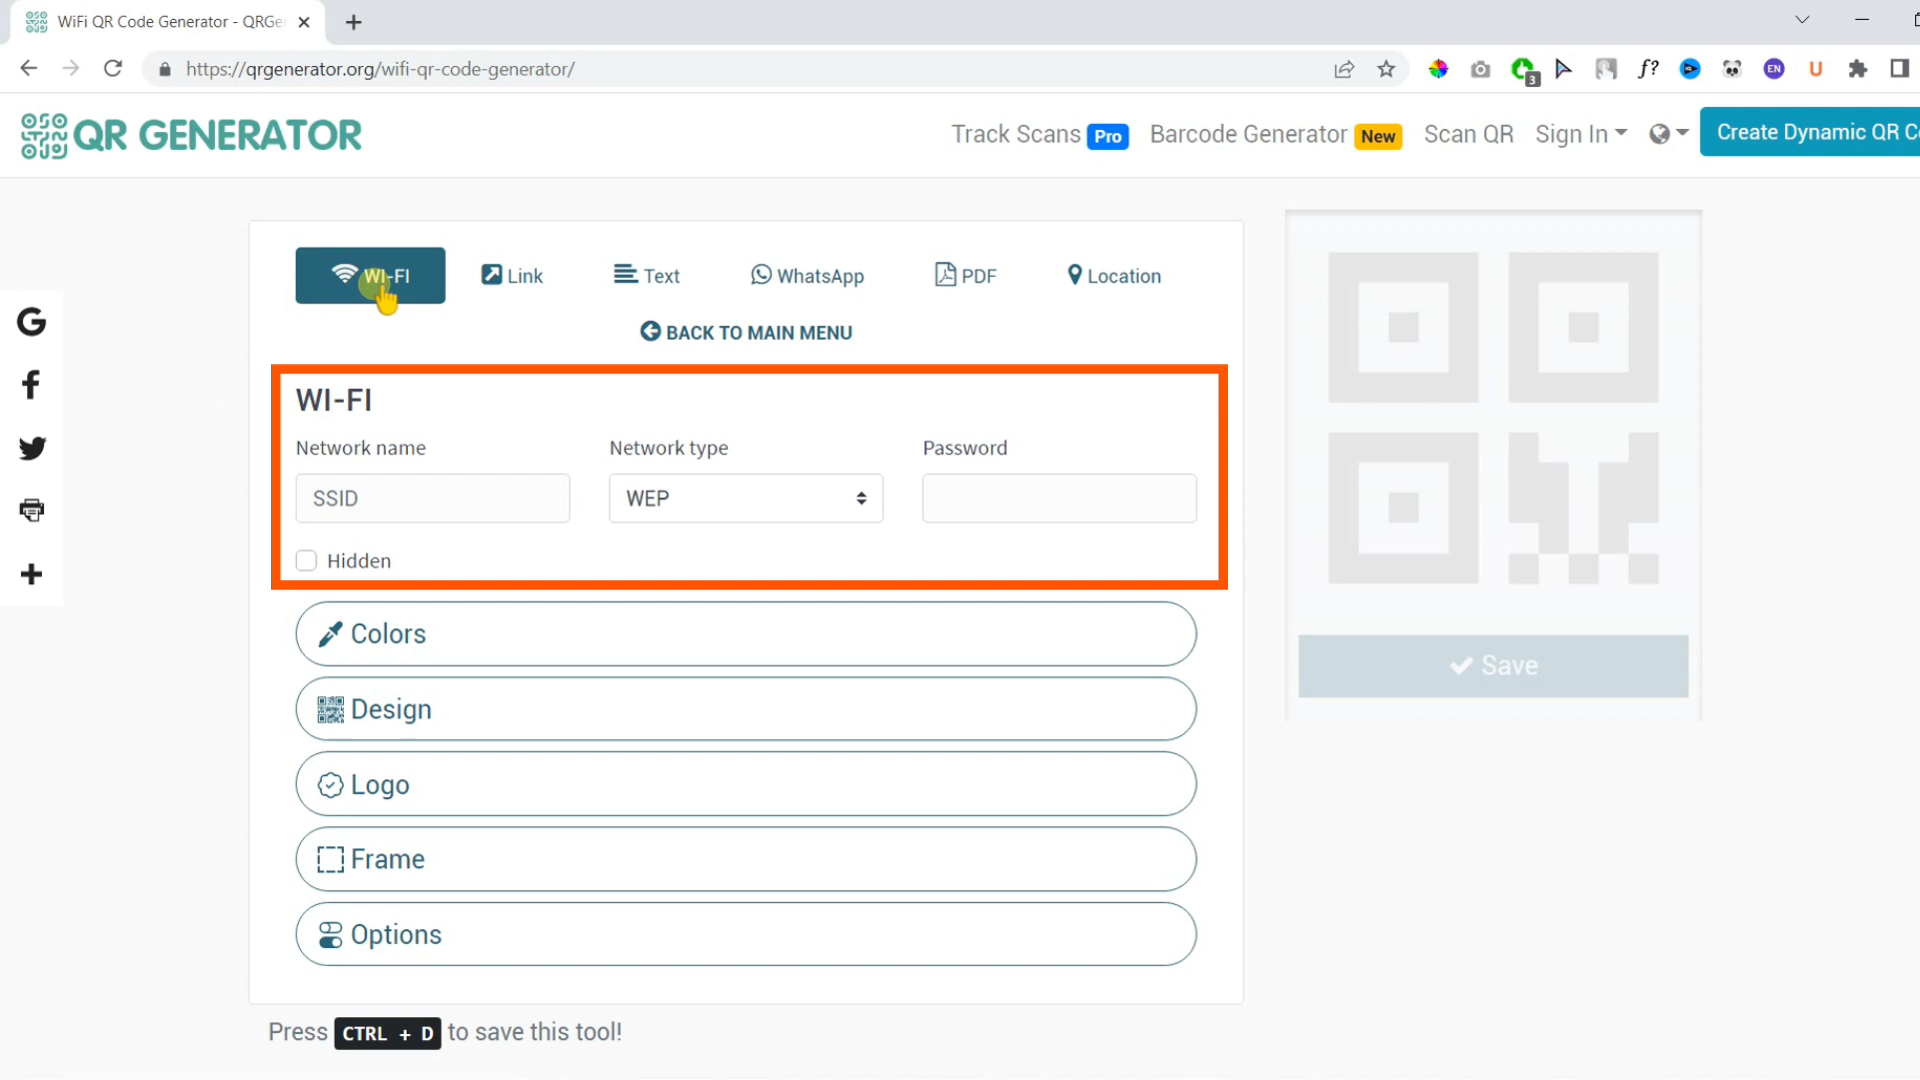 WiFi QR Code Generator - QRGe
https://qrgenerator.org/wifi-qr-code-generator/
3
f?
EN
U
QR GENERATOR
Track Scans Pro
Barcode Generator New
Scan QR
Sign In
Create Dynamic QR Co
WI-FI
Link
Text
WhatsApp
PDF
Location
BACK TO MAIN MENU
WI-FI
Network name
Network type
Password
SSID
WEP
Hidden
Colors
Design
Logo
Frame
Options
Save
Press CTRL + D to save this tool!